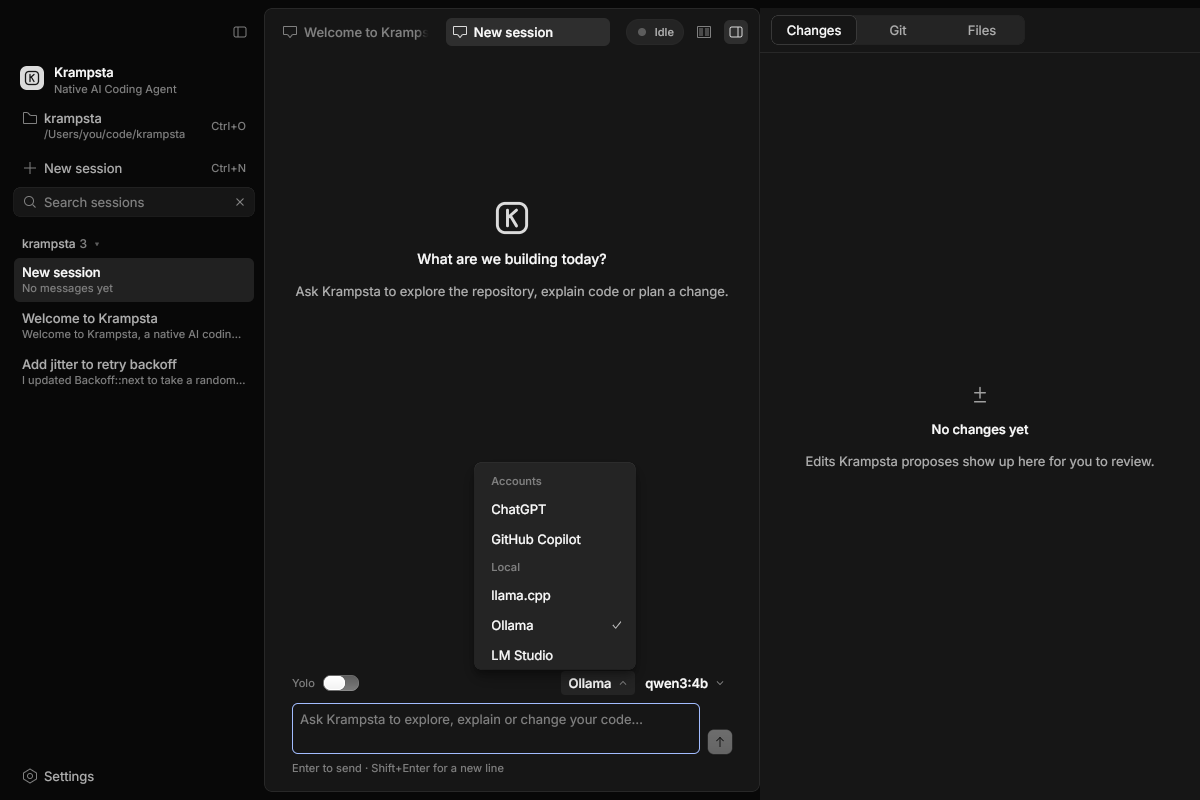 Krampsta
Native AI Coding Agent
krampsta
/Users/you/code/krampsta
Ctrl+O
New session
Ctrl+N
Search sessions
krampsta 3
New session
No messages yet
Welcome to Krampsta
Welcome to Krampsta, a native AI codin...
Add jitter to retry backoff
I updated Backoff::next to take a random...
Settings
Welcome to Kramps
New session
Idle
K
What are we building today?
Ask Krampsta to explore the repository, explain code or plan a change.
Accounts
ChatGPT
GitHub Copilot
Local
llama.cpp
Ollama
LM Studio
Yolo
Ollama
qwen3:4b
Ask Krampsta to explore, explain or change your code...
Enter to send · Shift+Enter for a new line
Changes
Git
Files
No changes yet
Edits Krampsta proposes show up here for you to review.